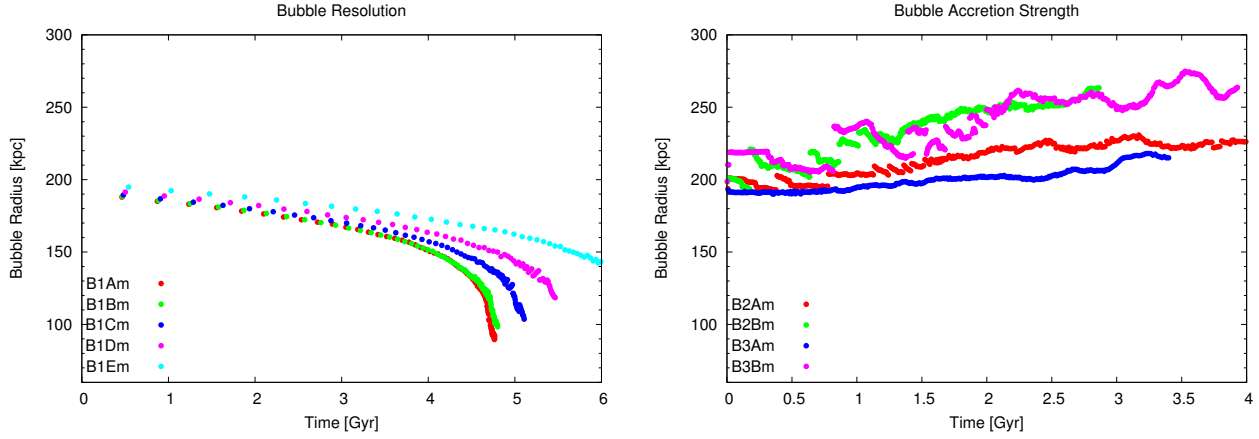 Bubble Resolution
Bubble Radius [kpc]
300
250
200
150
100
B1Am
B1Bm
B1Cm
B1Dm
B1Em
0 1 2 3 4 5 6
Time [Gyr]
Bubble Accretion Strength
Bubble Radius [kpc]
300
250
200
150
100
B2Am
B2Bm
B3Am
B3Bm
0 0.5 1 1.5 2 2.5 3 3.5 4
Time [Gyr]